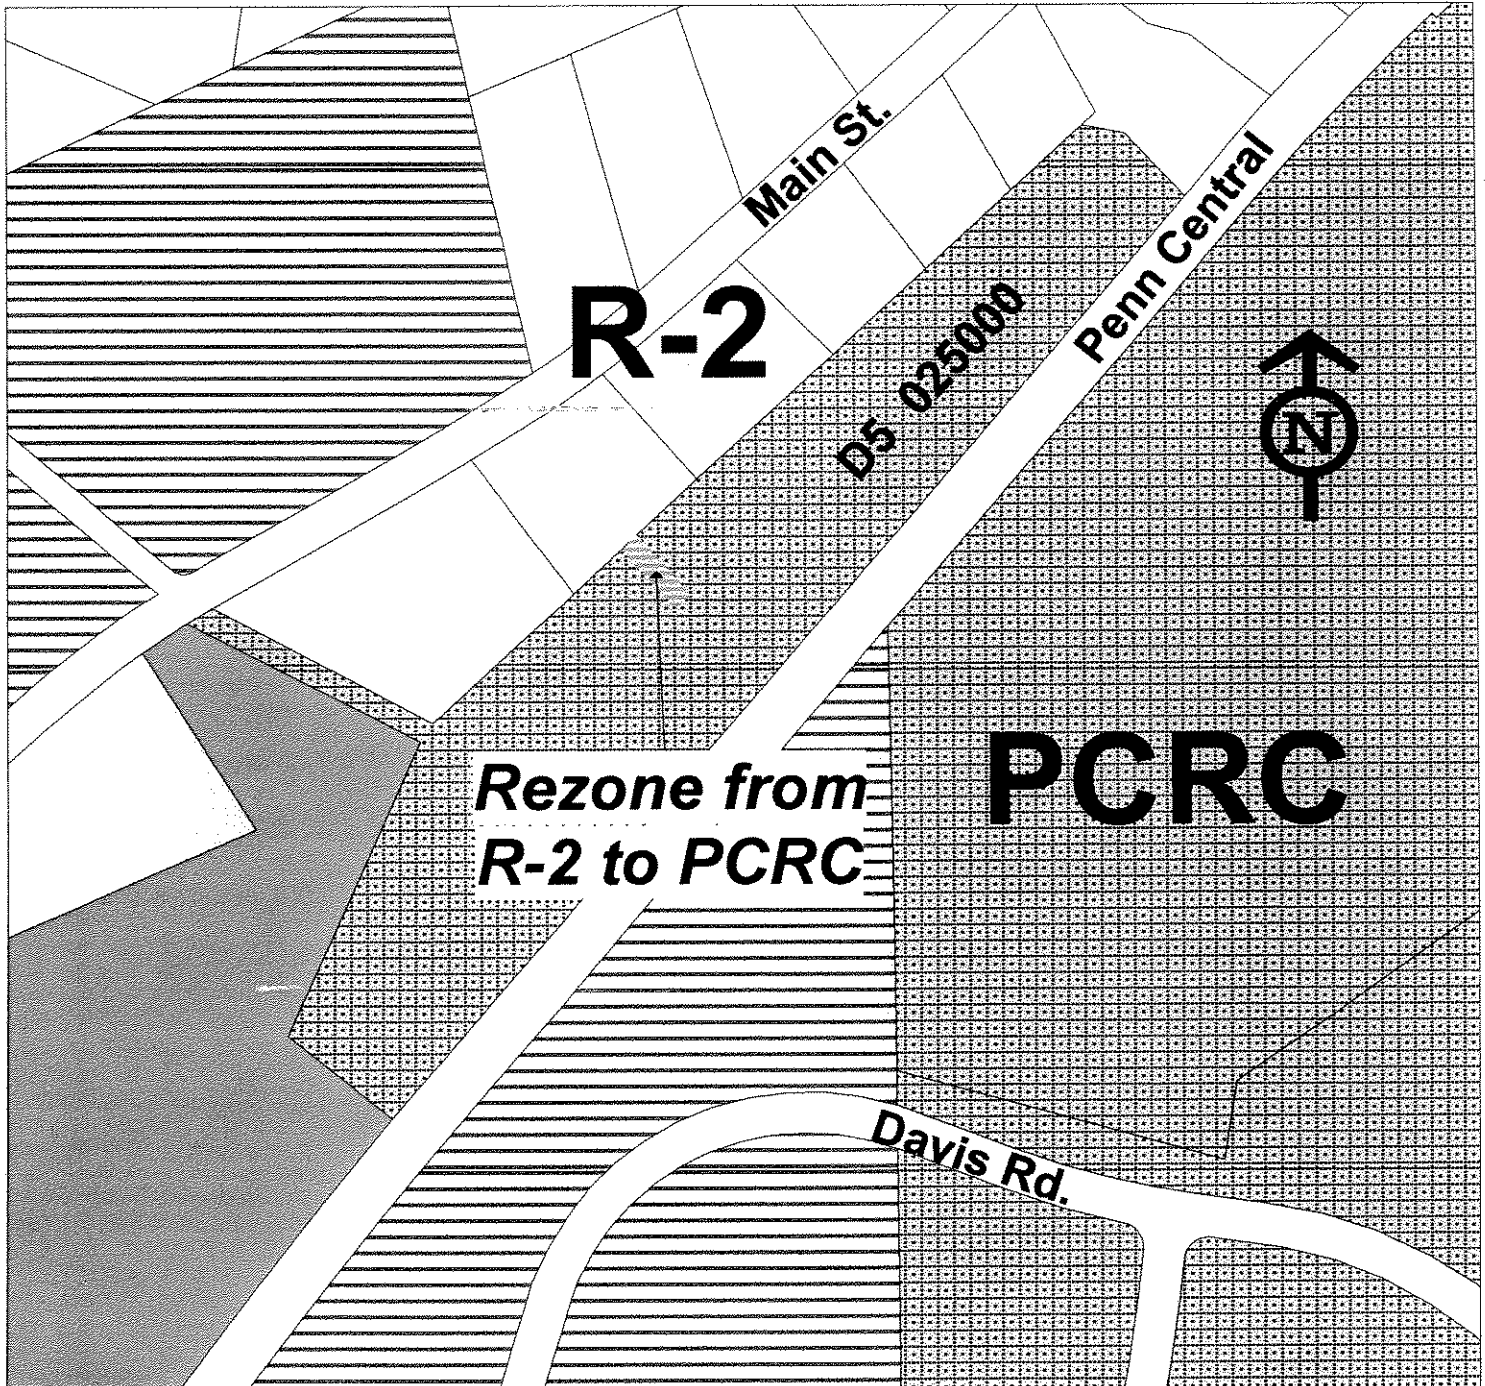 Main St.
R-2
Penn Central
D5 025000
N
Rezone from
R-2 to PCRC
PCRC
Davis Rd.